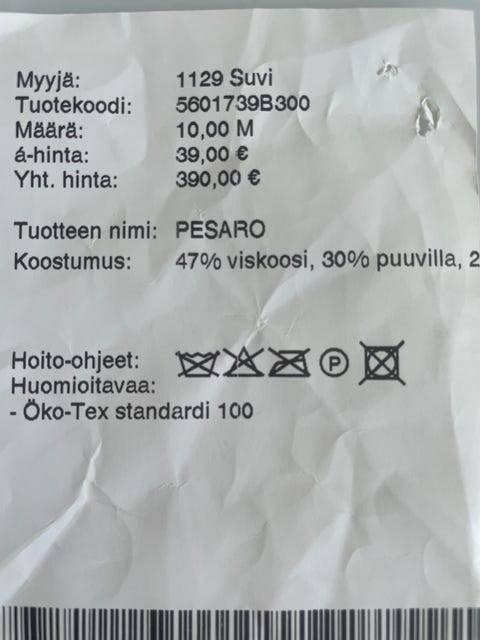 Myyjä: 1129 Suvi
Tuotekoodi: 5601739B300
Määrä: 10,00 M
á-hinta: 39,00 €
Yht. hinta: 390,00 €
Tuotteen nimi: PESARO
Koostumus: 47% viskoosi, 30% puuvilla, 2
Hoito-ohjeet: P
Huomioitavaa:
- Öko-Tex standardi 100